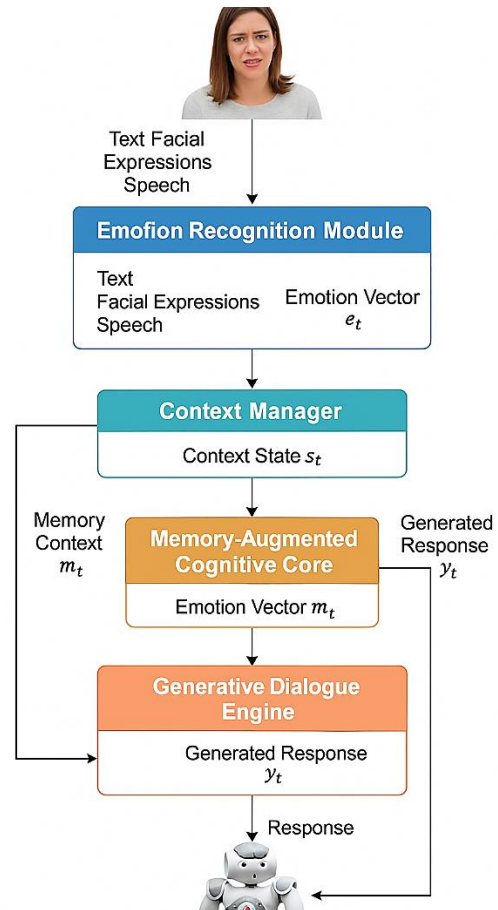 Text Facial
Expressions
Speech
Emofion Recognition Module
Text
Facial Expressions
Speech
Emotion Vector
e_t
Context Manager
Context State s_t
Memory
Context
m_t
Memory-Augmented
Cognitive Core
Emotion Vector m_t
Generated
Response
y_t
Generative Dialogue
Engine
Generated Response
y_t
Response